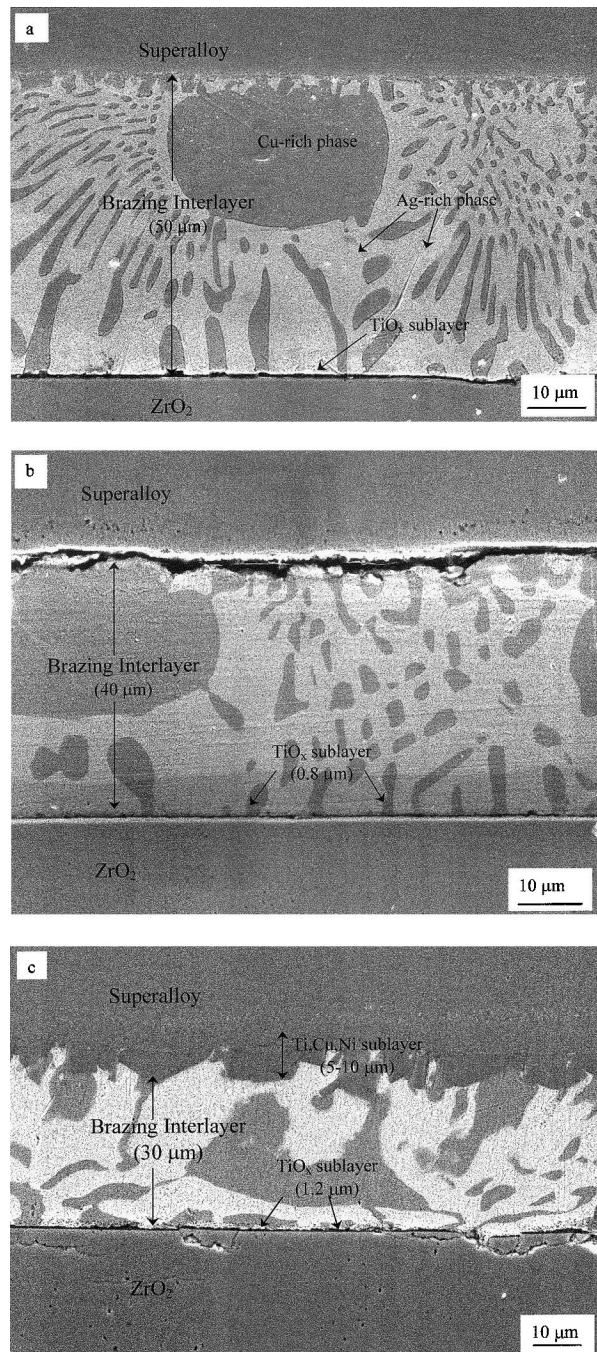 a
Superalloy
Cu-rich phase
Ag-rich phase
Brazing Interlayer
(50 μm)
TiOx sublayer
ZrO2
10 μm
b
Superalloy
Brazing Interlayer
(40 μm)
TiOx sublayer
(0.8 μm)
ZrO2
10 μm
c
Superalloy
Ti,Cu,Ni sublayer
(5-10 μm)
Brazing Interlayer
(30 μm)
TiOx sublayer
(1.2 μm)
ZrO2
10 μm